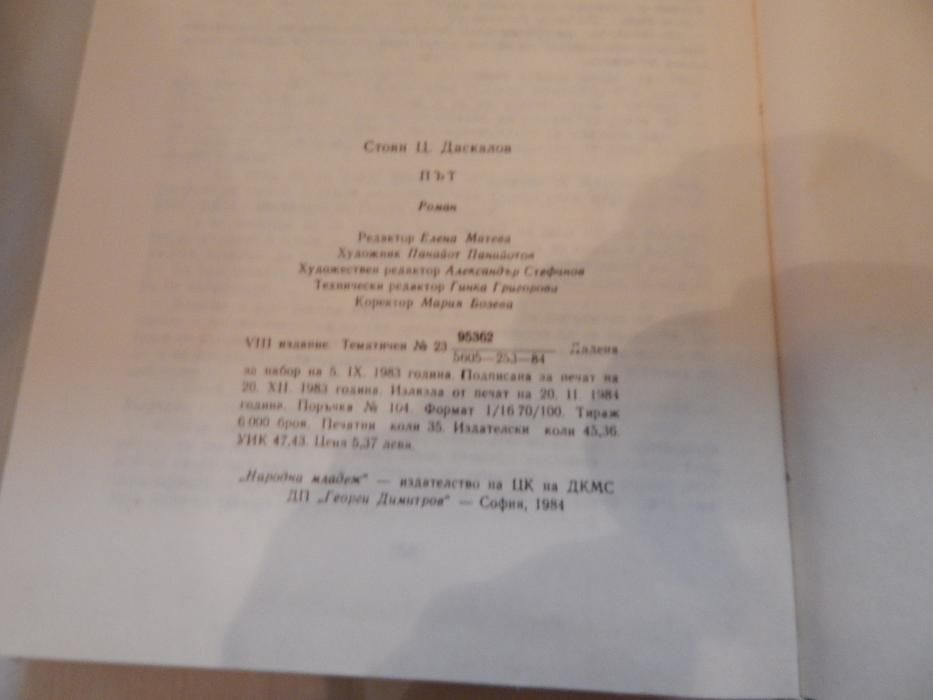 Стоян Ц. Даскалов
ПЪТ
Роман
Редактор Елена Матева
Художник Панайот Панайотов
Художествен редактор Александър Стефанов
Технически редактор Гинка Григорова
Коректор Мария Бозева
VIII издание. Тематичен № 23 95362 / 5605—253—84 Дадена
за набор на 5. IX. 1983 година. Подписана за печат на
20. XII. 1983 година. Излязла от печат на 20. II. 1984
година. Поръчка № 104. Формат 1/16 70/100. Тираж
6 000 броя. Печатни коли 35. Издателски коли 45,36.
УИК 47,43. Цена 5,37 лева.
„Народна младеж“ — издателство на ЦК на ДКМС
ДП „Георги Димитров“ — София, 1984